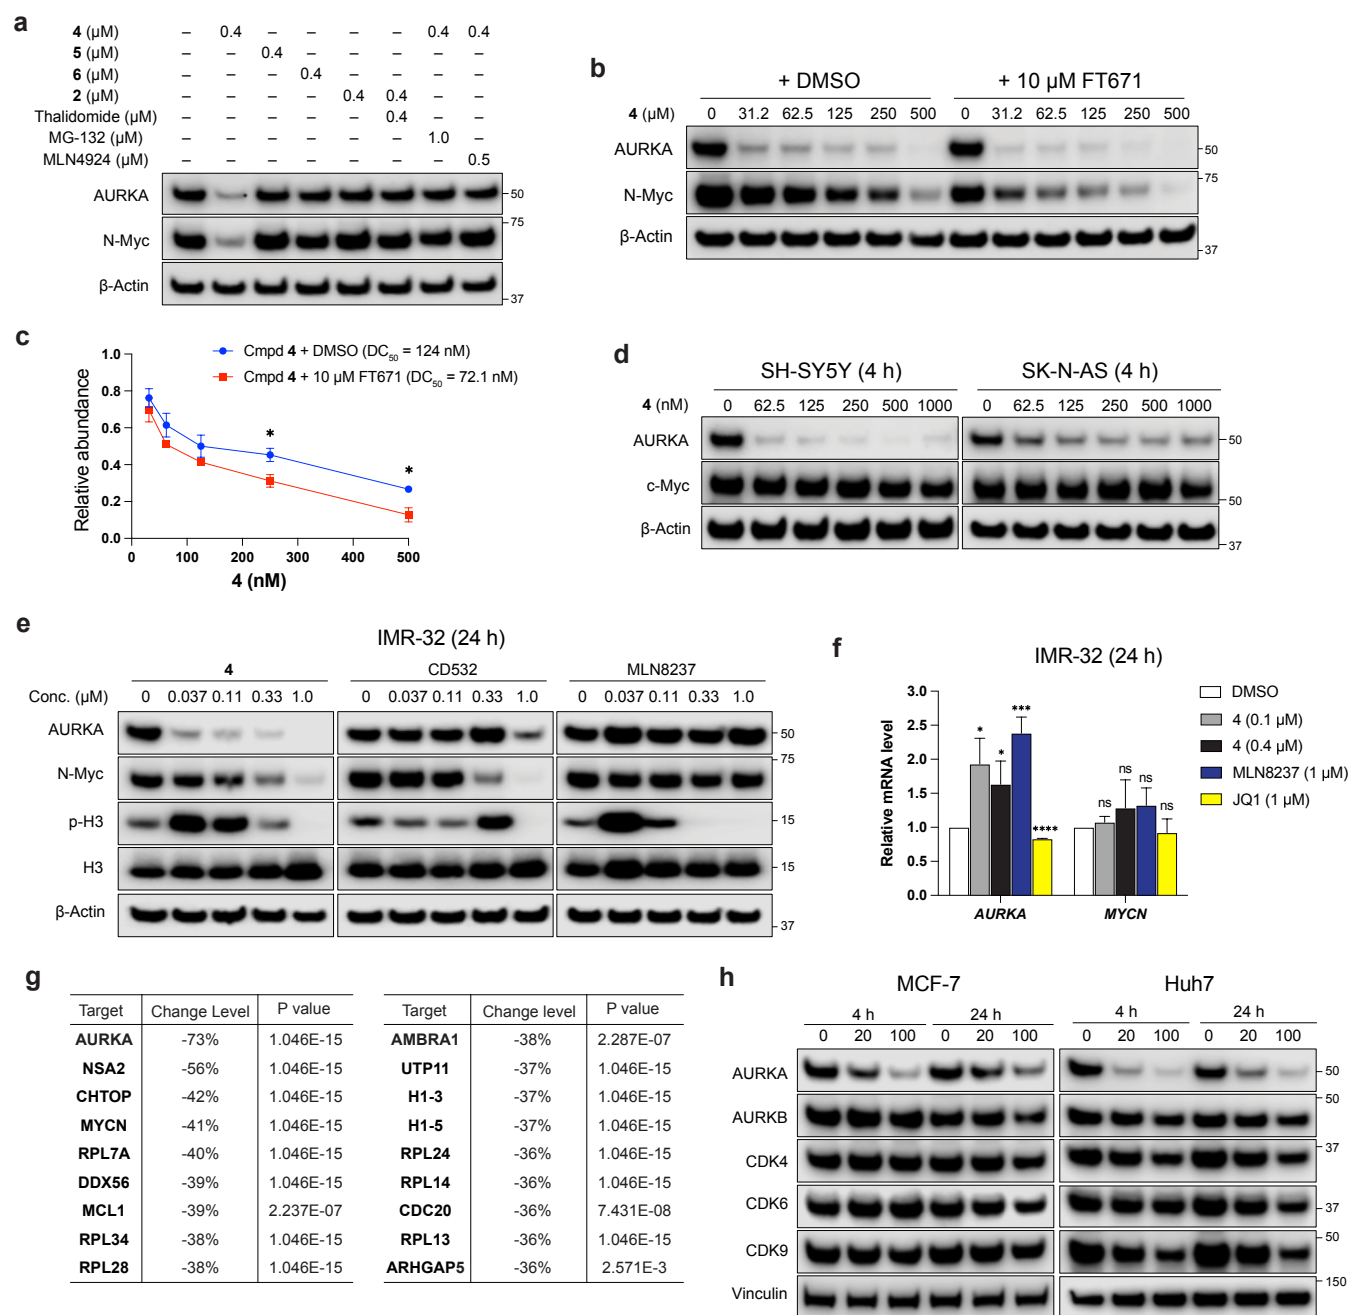 a
4 (µM) – 0.4 – – – – 0.4 0.4
5 (µM) – – 0.4 – – – – –
6 (µM) – – – 0.4 – – – –
2 (µM) – – – – 0.4 0.4 – –
Thalidomide (µM) – – – – – 0.4 – –
MG-132 (µM) – – – – – – 1.0 –
MLN4924 (µM) – – – – – – – 0.5
AURKA
50
75
N-Myc
β-Actin
37
b
+ DMSO + 10 µM FT671
4 (µM) 0 31.2 62.5 125 250 500 0 31.2 62.5 125 250 500
AURKA
50
75
N-Myc
β-Actin
37
c
Cmpd 4 + DMSO (DC50 = 124 nM)
Cmpd 4 + 10 µM FT671 (DC50 = 72.1 nM)
Relative abundance
1.0
0.8
0.6
0.4
0.2
0.0
* *
0 100 200 300 400 500
4 (nM)
d
SH-SY5Y (4 h) SK-N-AS (4 h)
4 (nM) 0 62.5 125 250 500 1000 0 62.5 125 250 500 1000
AURKA
50
c-Myc
50
β-Actin
37
e
IMR-32 (24 h)
4 CD532 MLN8237
Conc. (µM) 0 0.037 0.11 0.33 1.0 0 0.037 0.11 0.33 1.0 0 0.037 0.11 0.33 1.0
AURKA
50
75
N-Myc
p-H3
15
H3
15
β-Actin
37
f
IMR-32 (24 h)
Relative mRNA level
3.0
2.5
2.0
1.5
1.0
0.5
0.0
* * *** ****
ns ns ns ns
AURKA MYCN
DMSO
4 (0.1 µM)
4 (0.4 µM)
MLN8237 (1 µM)
JQ1 (1 µM)
g
Target Change Level P value
AURKA -73% 1.046E-15
NSA2 -56% 1.046E-15
CHTOP -42% 1.046E-15
MYCN -41% 1.046E-15
RPL7A -40% 1.046E-15
DDX56 -39% 1.046E-15
MCL1 -39% 2.237E-07
RPL34 -38% 1.046E-15
RPL28 -38% 1.046E-15
Target Change level P value
AMBRA1 -38% 2.287E-07
UTP11 -37% 1.046E-15
H1-3 -37% 1.046E-15
H1-5 -37% 1.046E-15
RPL24 -36% 1.046E-15
RPL14 -36% 1.046E-15
CDC20 -36% 7.431E-08
RPL13 -36% 1.046E-15
ARHGAP5 -36% 2.571E-3
h
MCF-7 Huh7
4 h 24 h 4 h 24 h
0 20 100 0 20 100 0 20 100 0 20 100
AURKA
50
50
AURKB
37
CDK4
CDK6
37
50
CDK9
150
Vinculin